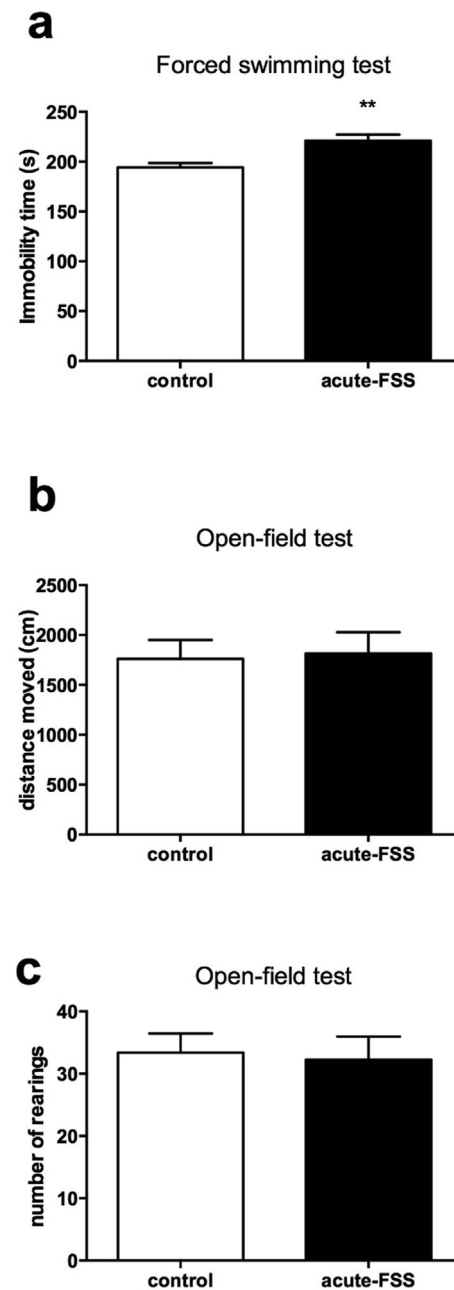 a
Forced swimming test
**
Immobility time (s)
250
200
150
100
50
0
control acute-FSS
b
Open-field test
distance moved (cm)
2500
2000
1500
1000
500
0
control acute-FSS
c
Open-field test
number of rearings
40
30
20
10
0
control acute-FSS